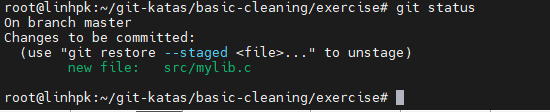 root@linhpk:~/git-katas/basic-cleaning/exercise# git status
On branch master
Changes to be committed:
  (use "git restore --staged <file>..." to unstage)
        new file:   src/mylib.c
root@linhpk:~/git-katas/basic-cleaning/exercise#